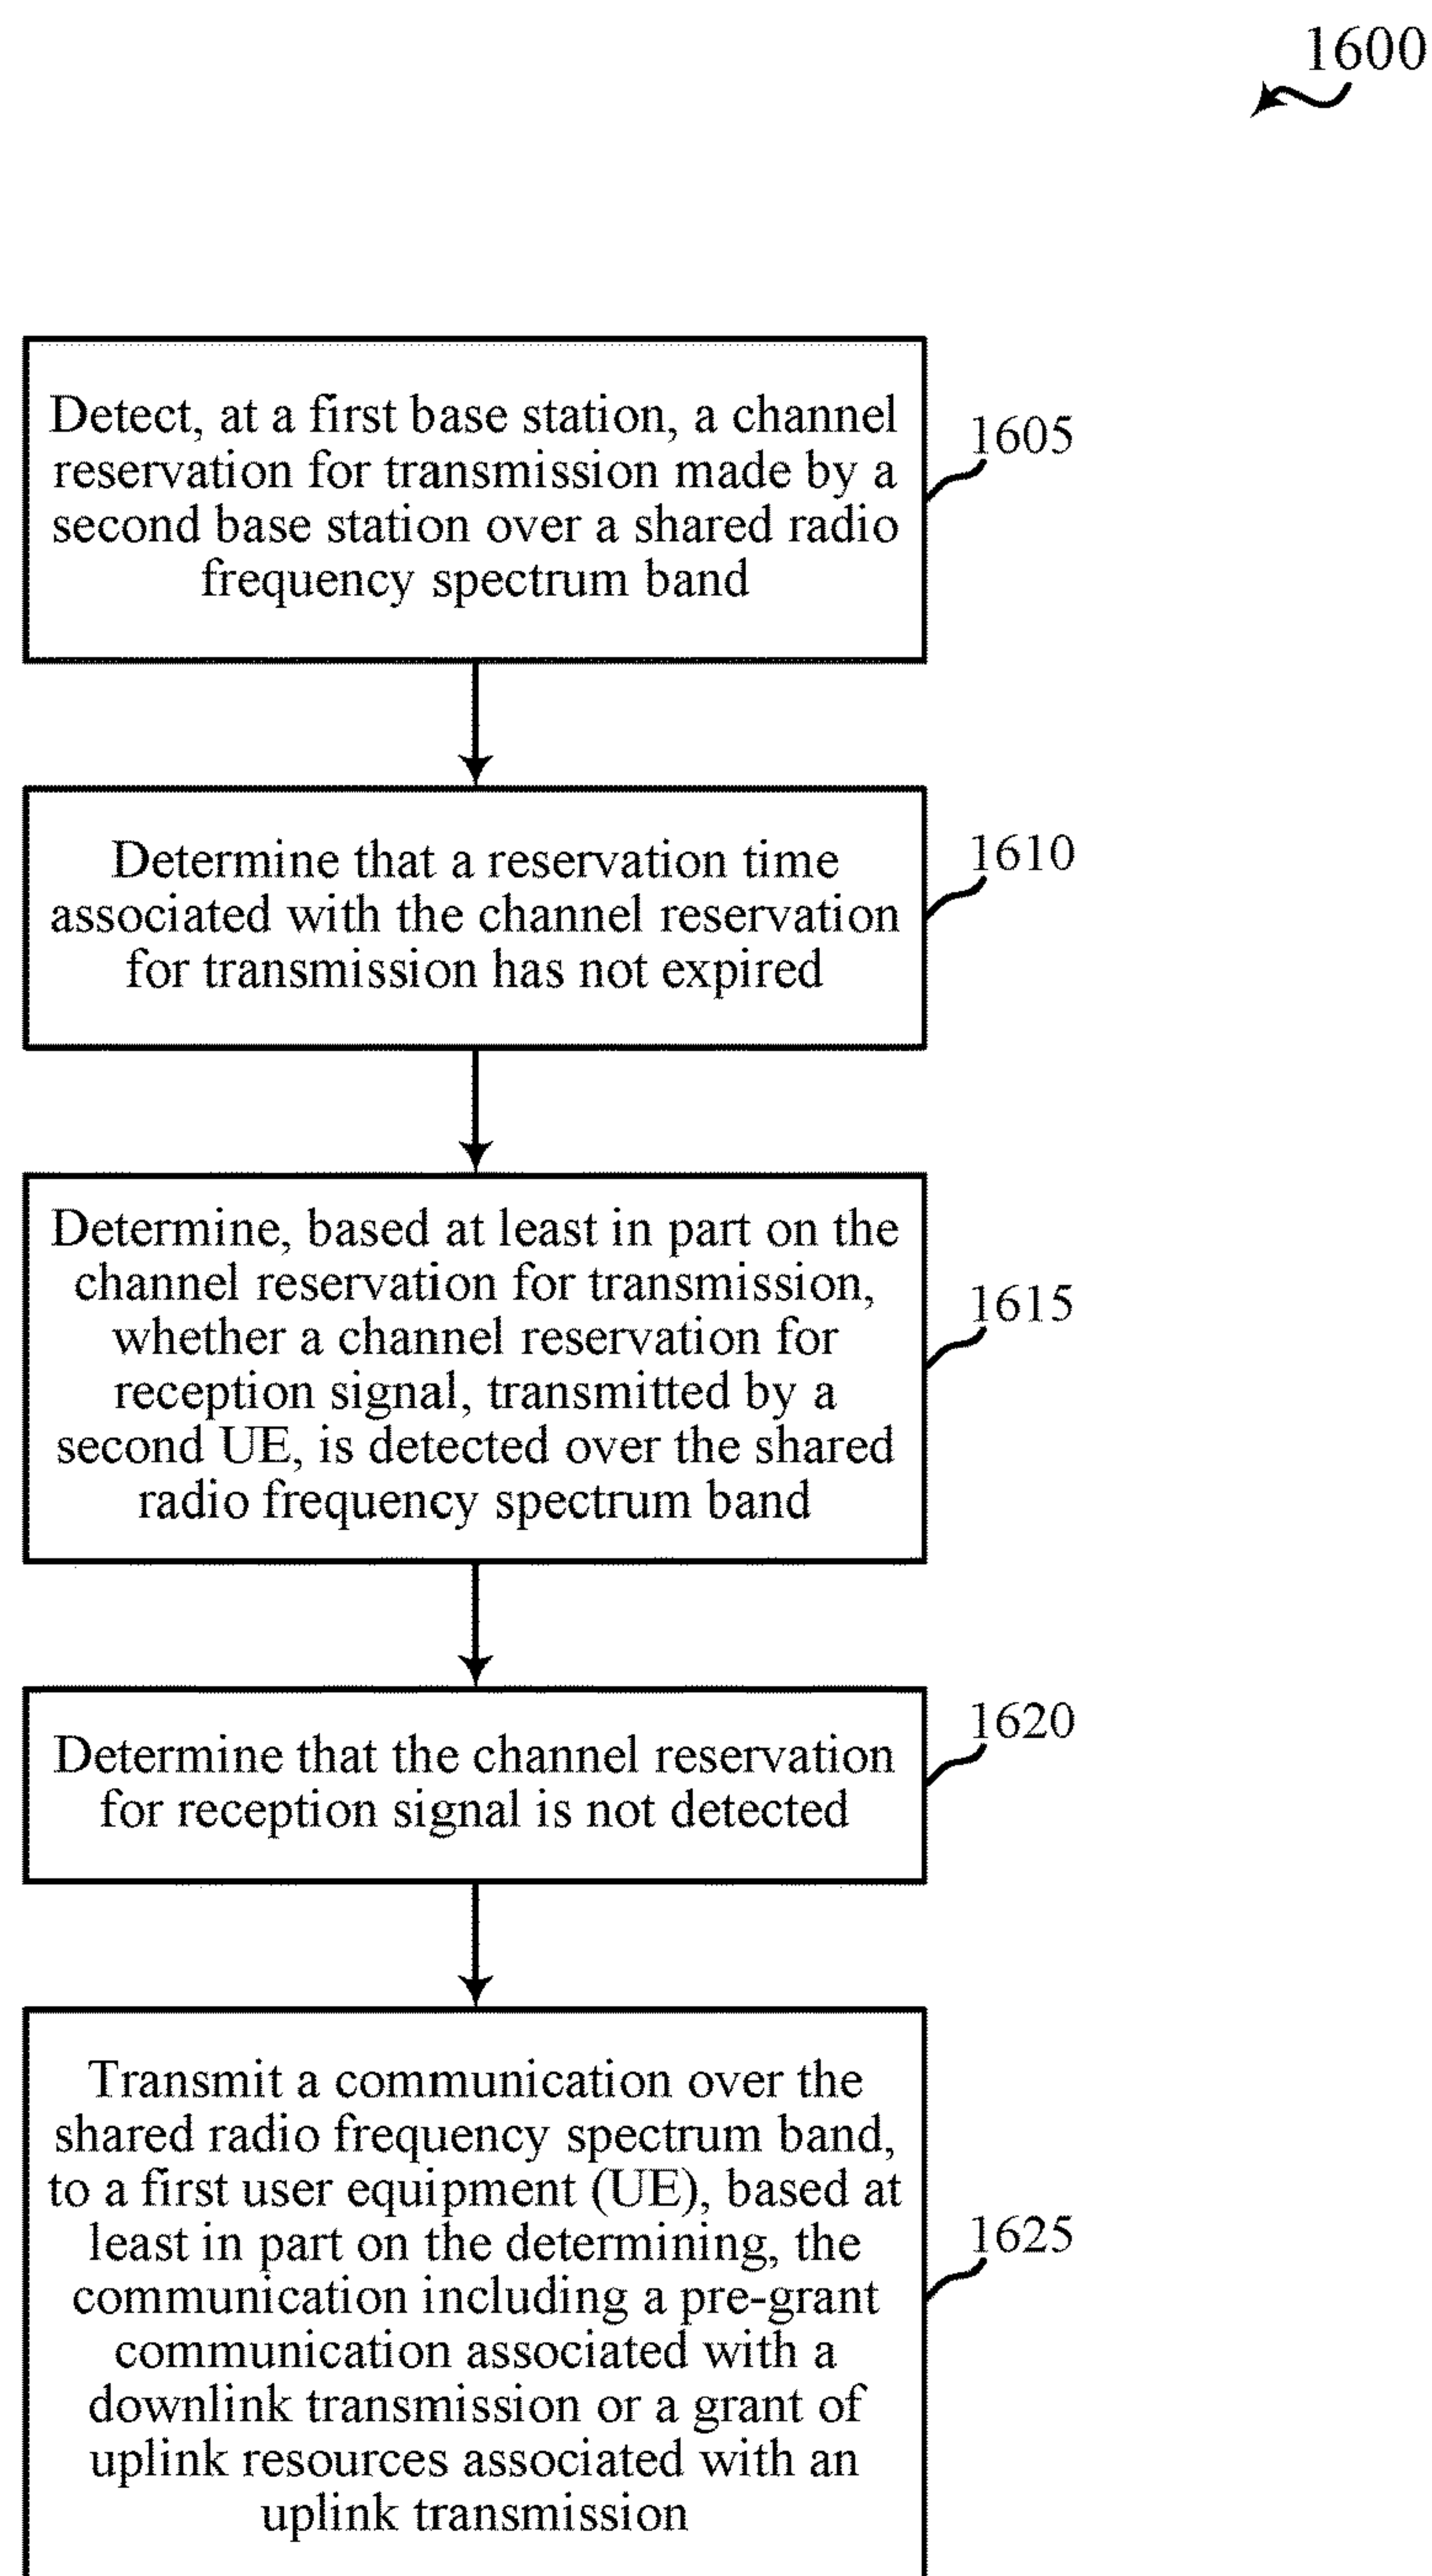 1600
Detect, at a first base station, a channel
reservation for transmission made by a
second base station over a shared radio
frequency spectrum band
1605
Determine that a reservation time
associated with the channel reservation
for transmission has not expired
1610
Determine, based at least in part on the
channel reservation for transmission,
whether a channel reservation for
reception signal, transmitted by a
second UE, is detected over the shared
radio frequency spectrum band
1615
Determine that the channel reservation
for reception signal is not detected
1620
Transmit a communication over the
shared radio frequency spectrum band,
to a first user equipment (UE), based at
least in part on the determining, the
communication including a pre-grant
communication associated with a
downlink transmission or a grant of
uplink resources associated with an
uplink transmission
1625